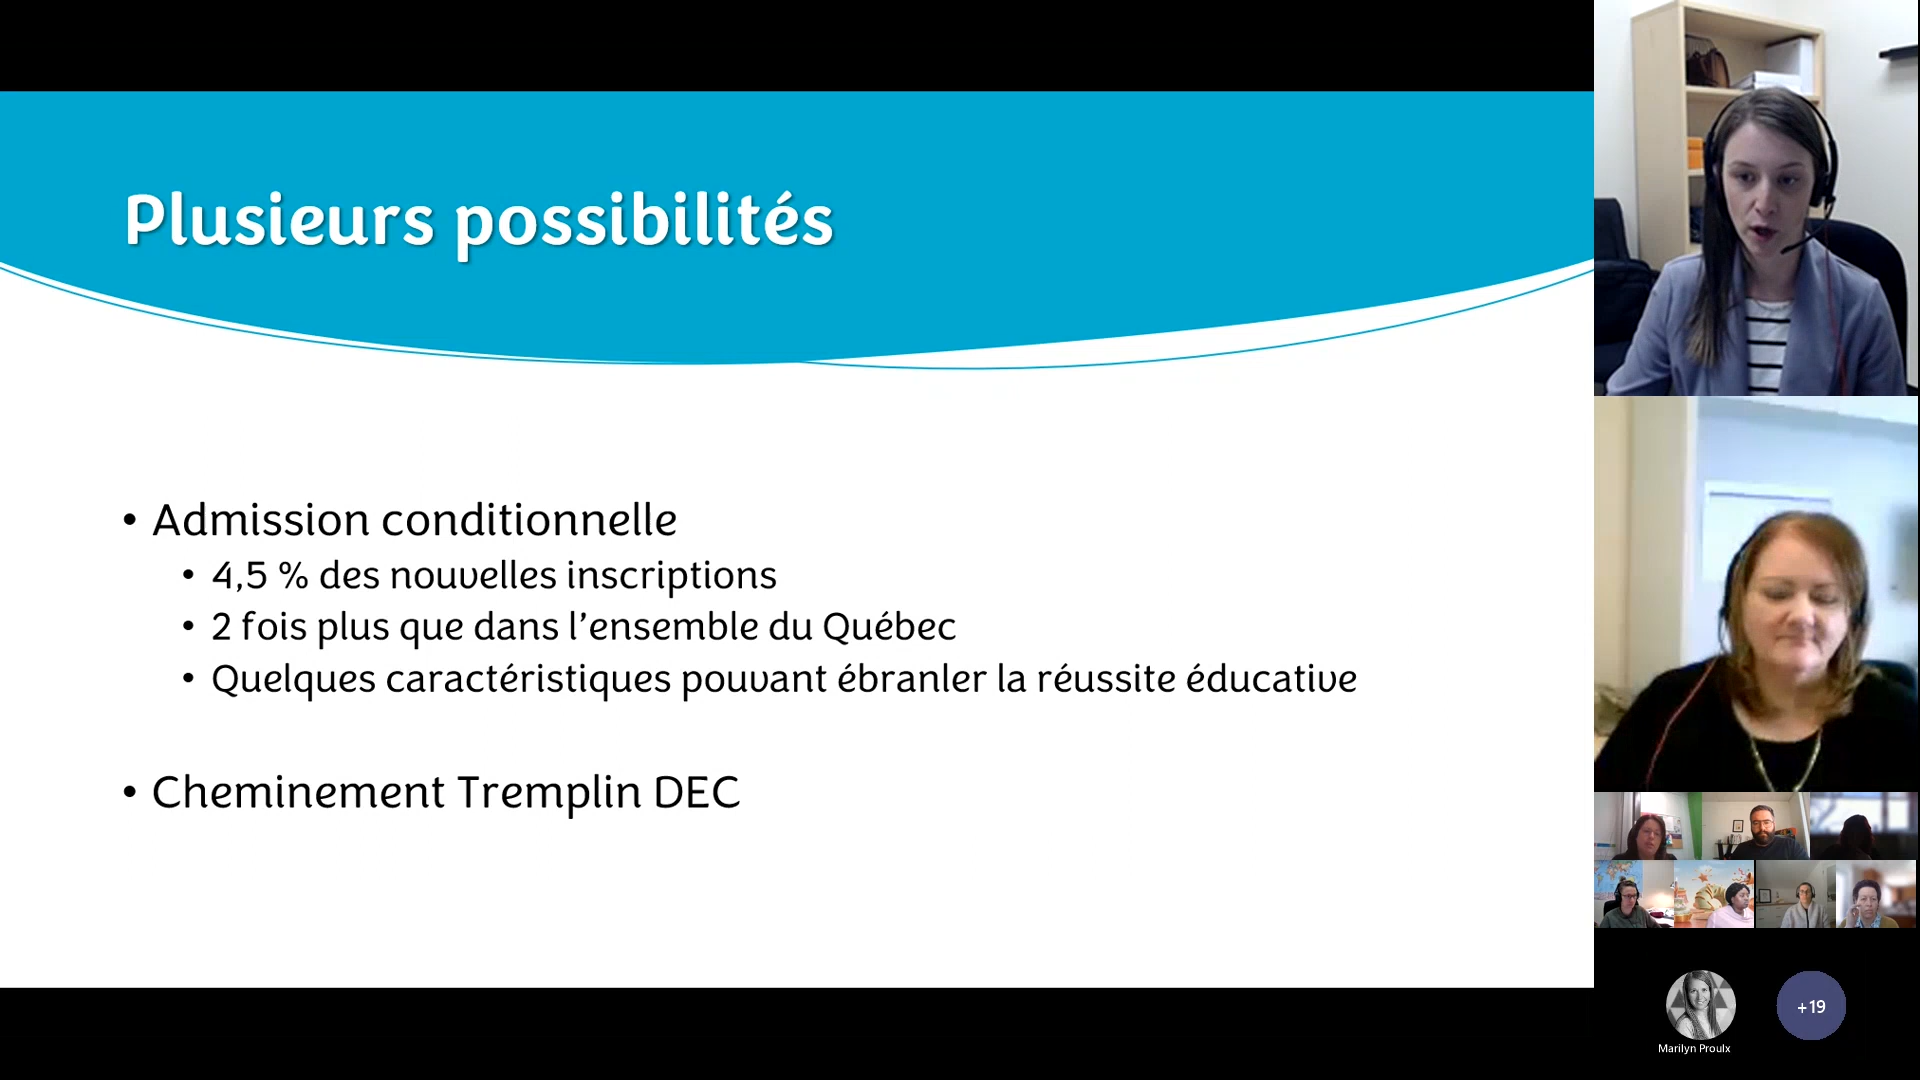 Plusieurs possibilités
• Admission conditionnelle
• 4,5 % des nouvelles inscriptions
• 2 fois plus que dans l’ensemble du Québec
• Quelques caractéristiques pouvant ébranler la réussite éducative
• Cheminement Tremplin DEC
+19
Marilyn Proulx